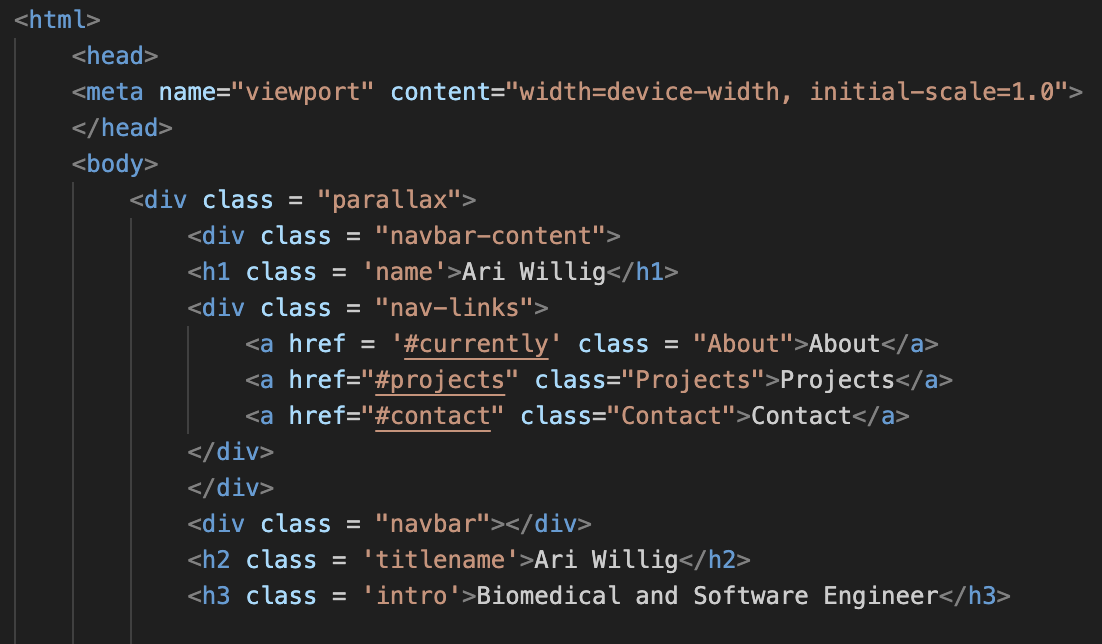 <html>
<head>
<meta name="viewport" content="width=device-width, initial-scale=1.0">
</head>
<body>
<div class = "parallax">
<div class = "navbar-content">
<h1 class = 'name'>Ari Willig</h1>
<div class = "nav-links">
<a href = '#currently' class = "About">About</a>
<a href="#projects" class="Projects">Projects</a>
<a href="#contact" class="Contact">Contact</a>
</div>
</div>
<div class = "navbar"></div>
<h2 class = 'titlename'>Ari Willig</h2>
<h3 class = 'intro'>Biomedical and Software Engineer</h3>